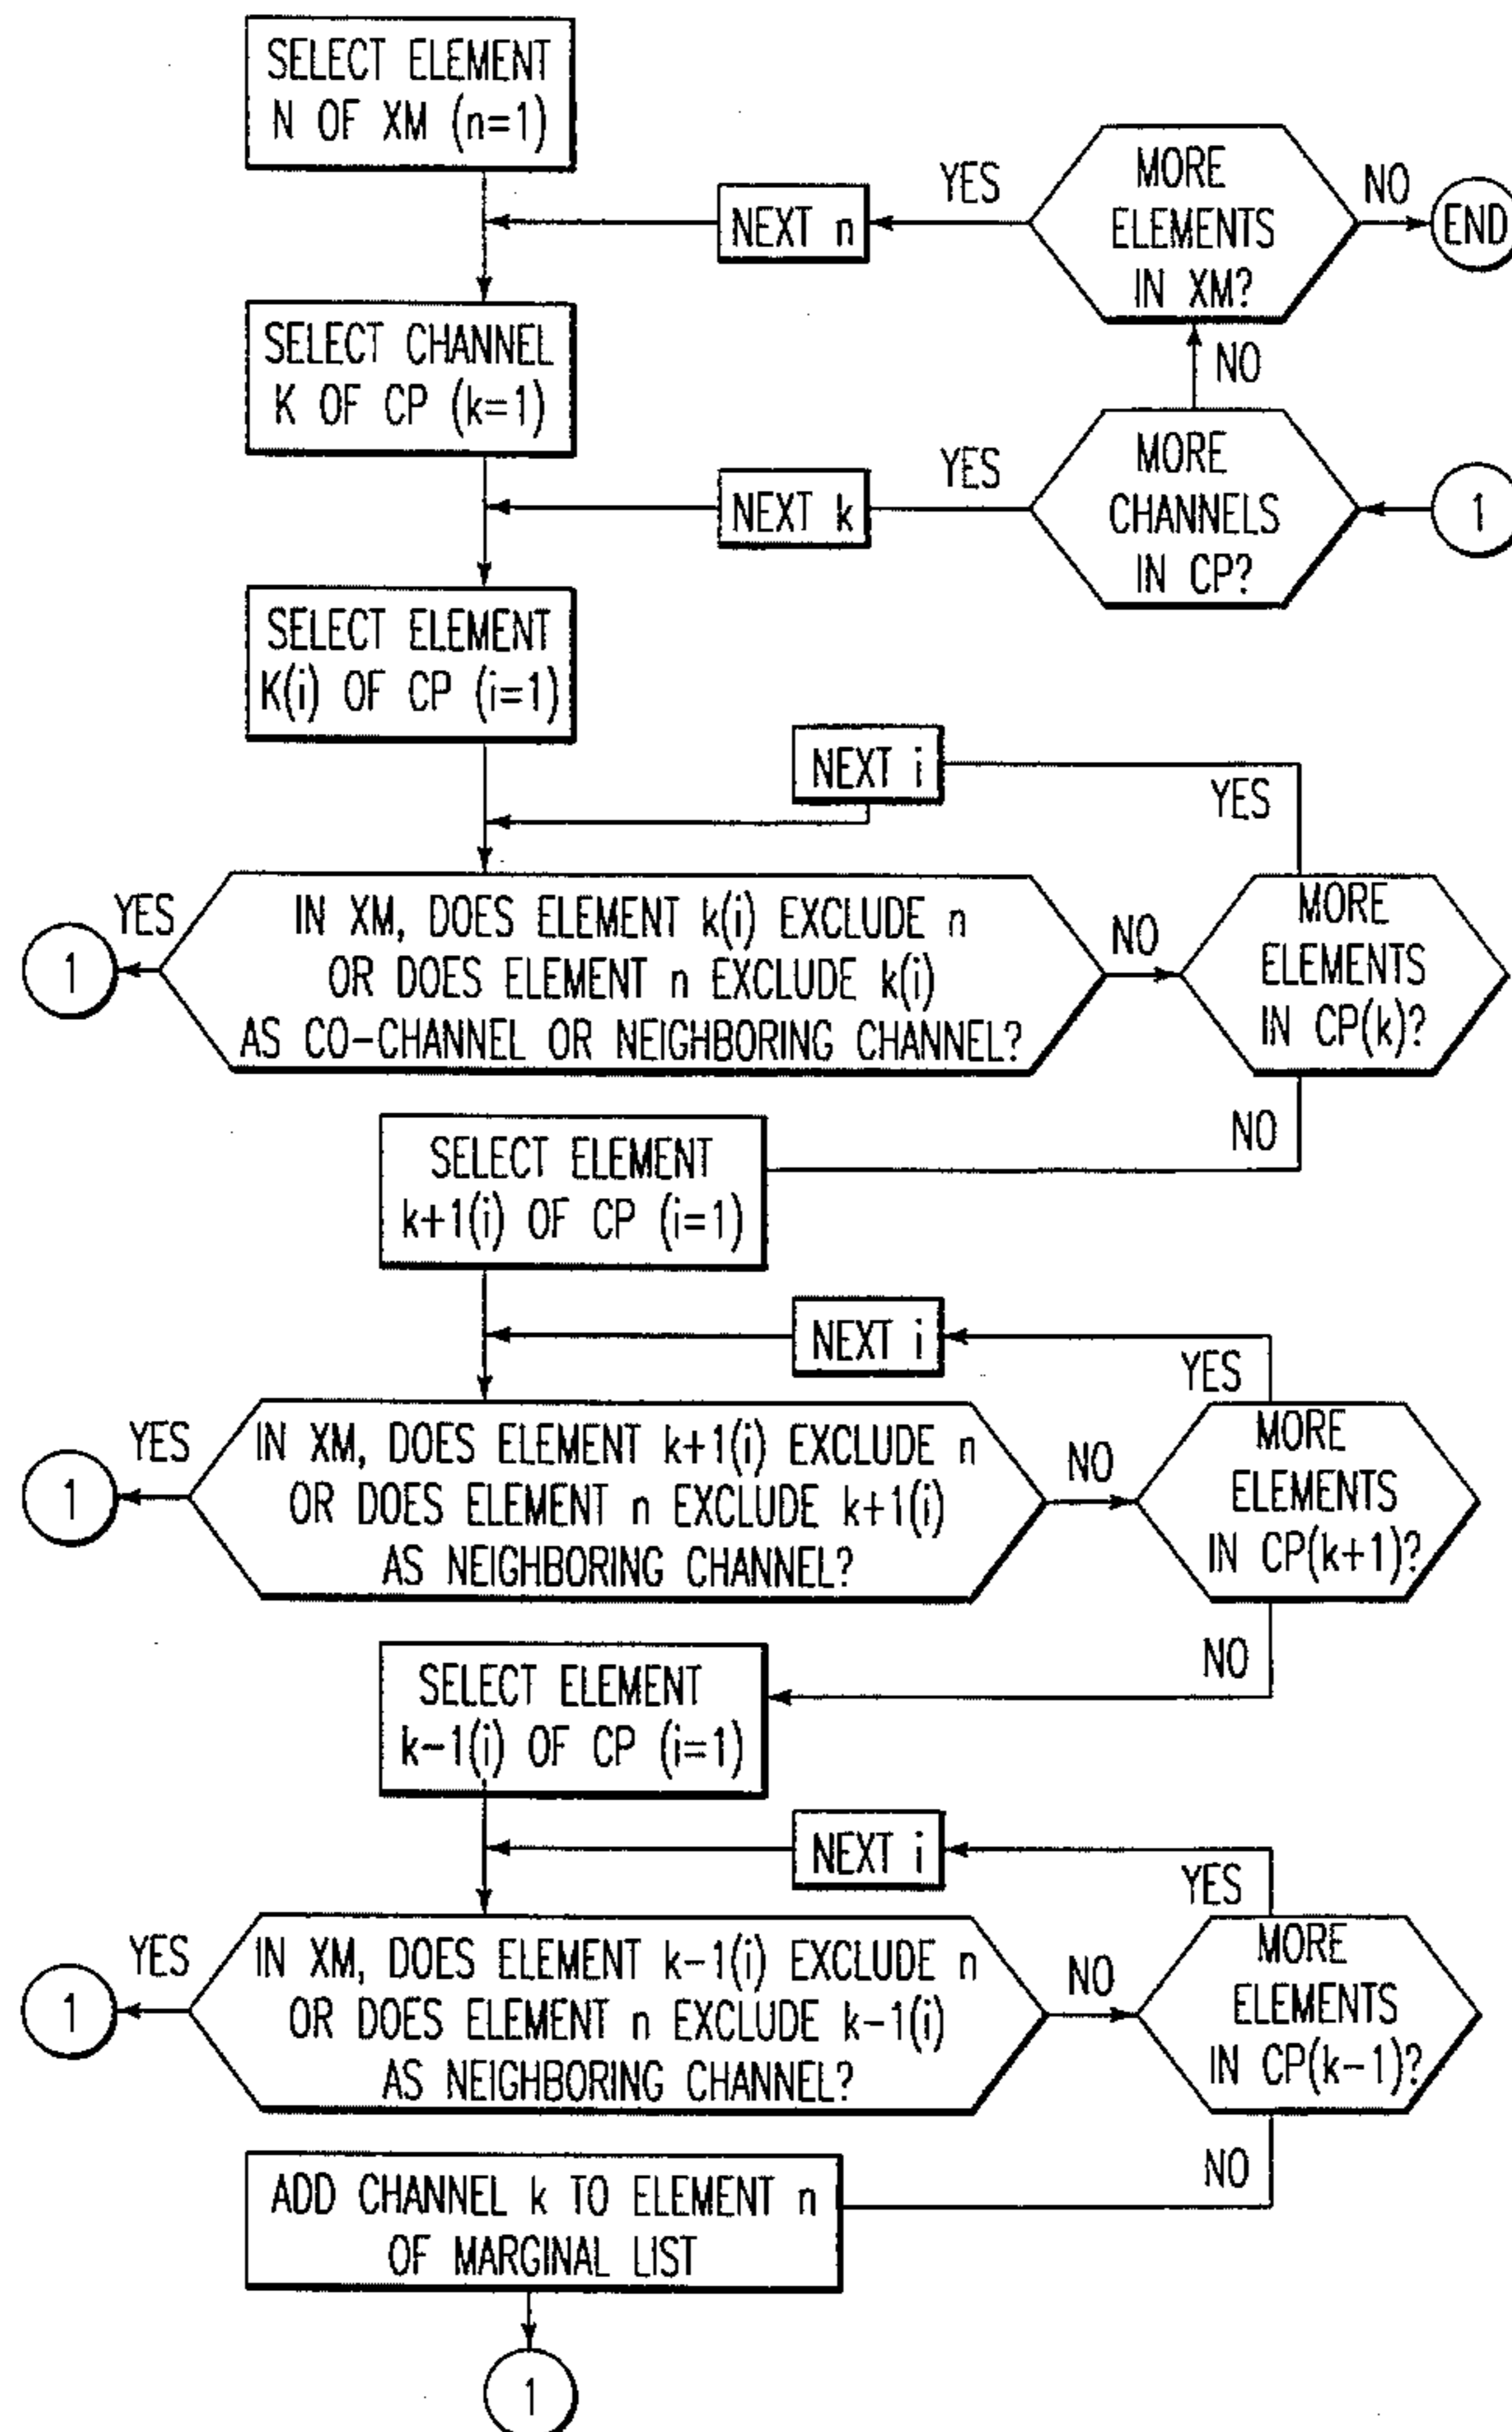 SELECT ELEMENT
N OF XM (n=1)
MORE
ELEMENTS
IN XM?
YES
NO
END
NEXT n
NO
SELECT CHANNEL
K OF CP (k=1)
MORE
CHANNELS
IN CP?
YES
NEXT k
1
SELECT ELEMENT
K(i) OF CP (i=1)
NEXT i
YES
YES
1
IN XM, DOES ELEMENT k(i) EXCLUDE n
OR DOES ELEMENT n EXCLUDE k(i)
AS CO-CHANNEL OR NEIGHBORING CHANNEL?
NO
MORE
ELEMENTS
IN CP(k)?
NO
SELECT ELEMENT
k+1(i) OF CP (i=1)
NEXT i
YES
YES
1
IN XM, DOES ELEMENT k+1(i) EXCLUDE n
OR DOES ELEMENT n EXCLUDE k+1(i)
AS NEIGHBORING CHANNEL?
NO
MORE
ELEMENTS
IN CP(k+1)?
NO
SELECT ELEMENT
k-1(i) OF CP (i=1)
NEXT i
YES
YES
1
IN XM, DOES ELEMENT k-1(i) EXCLUDE n
OR DOES ELEMENT n EXCLUDE k-1(i)
AS NEIGHBORING CHANNEL?
NO
MORE
ELEMENTS
IN CP(k-1)?
NO
ADD CHANNEL k TO ELEMENT n
OF MARGINAL LIST
1